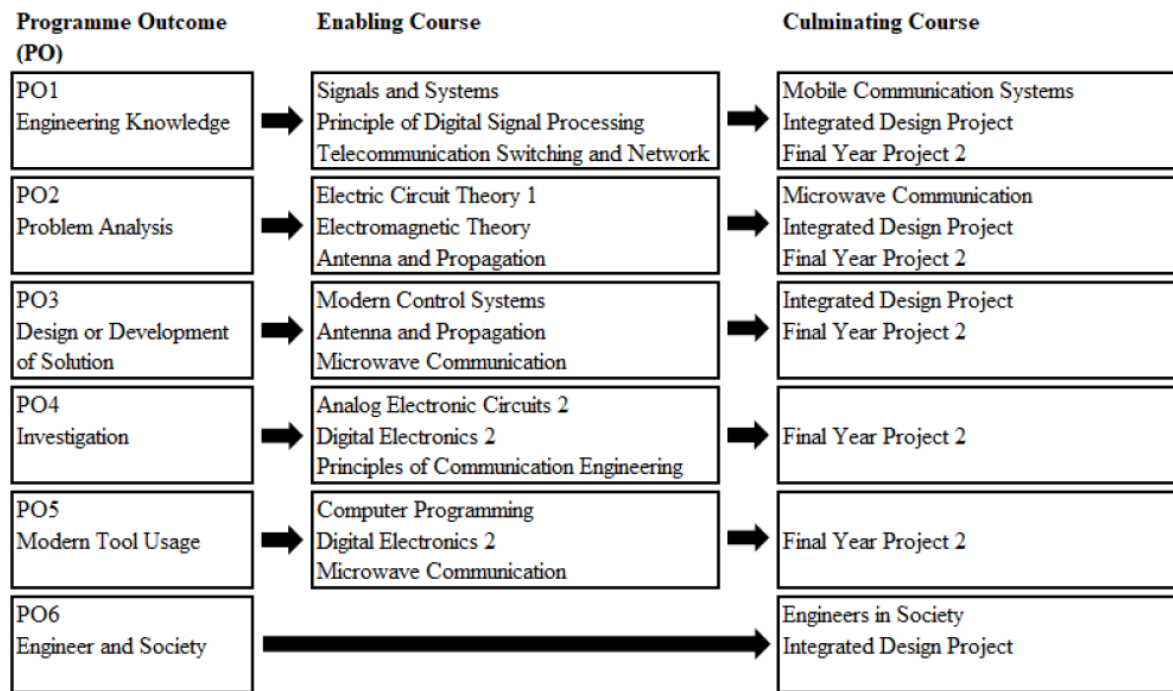 Programme Outcome
(PO)
Enabling Course
Culminating Course
PO1
Engineering Knowledge
Signals and Systems
Principle of Digital Signal Processing
Telecommunication Switching and Network
Mobile Communication Systems
Integrated Design Project
Final Year Project 2
PO2
Problem Analysis
Electric Circuit Theory 1
Electromagnetic Theory
Antenna and Propagation
Microwave Communication
Integrated Design Project
Final Year Project 2
PO3
Design or Development
of Solution
Modern Control Systems
Antenna and Propagation
Microwave Communication
Integrated Design Project
Final Year Project 2
PO4
Investigation
Analog Electronic Circuits 2
Digital Electronics 2
Principles of Communication Engineering
Final Year Project 2
PO5
Modern Tool Usage
Computer Programming
Digital Electronics 2
Microwave Communication
Final Year Project 2
PO6
Engineer and Society
Engineers in Society
Integrated Design Project